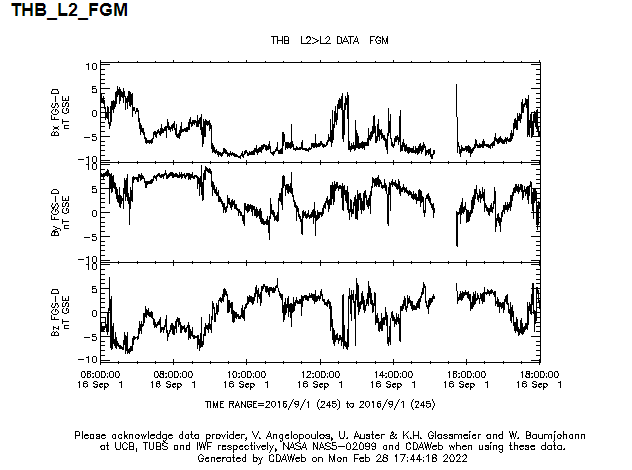 THB_L2_FGM
THB L2>L2 DATA FGM
10
5
0
-5
-10
Bx FGS-D
nT GSE
10
5
0
-5
-10
By FGS-D
nT GSE
10
5
0
-5
-10
Bz FGS-D
nT GSE
06:00:00 08:00:00 10:00:00 12:00:00 14:00:00 16:00:00 18:00:00
16 Sep 1 16 Sep 1 16 Sep 1 16 Sep 1 16 Sep 1 16 Sep 1 16 Sep 1
TIME RANGE=2016/9/1 (245) to 2016/9/1 (245)
Please acknowledge data provider, V. Angelopoulos, U. Auster & K.H. Glassmeier and W. Baumjohann
at UCB, TUBS and IWF respectively, NASA NAS5-02099 and CDAWeb when using these data.
Generated by CDAWeb on Mon Feb 28 17:44:16 2022